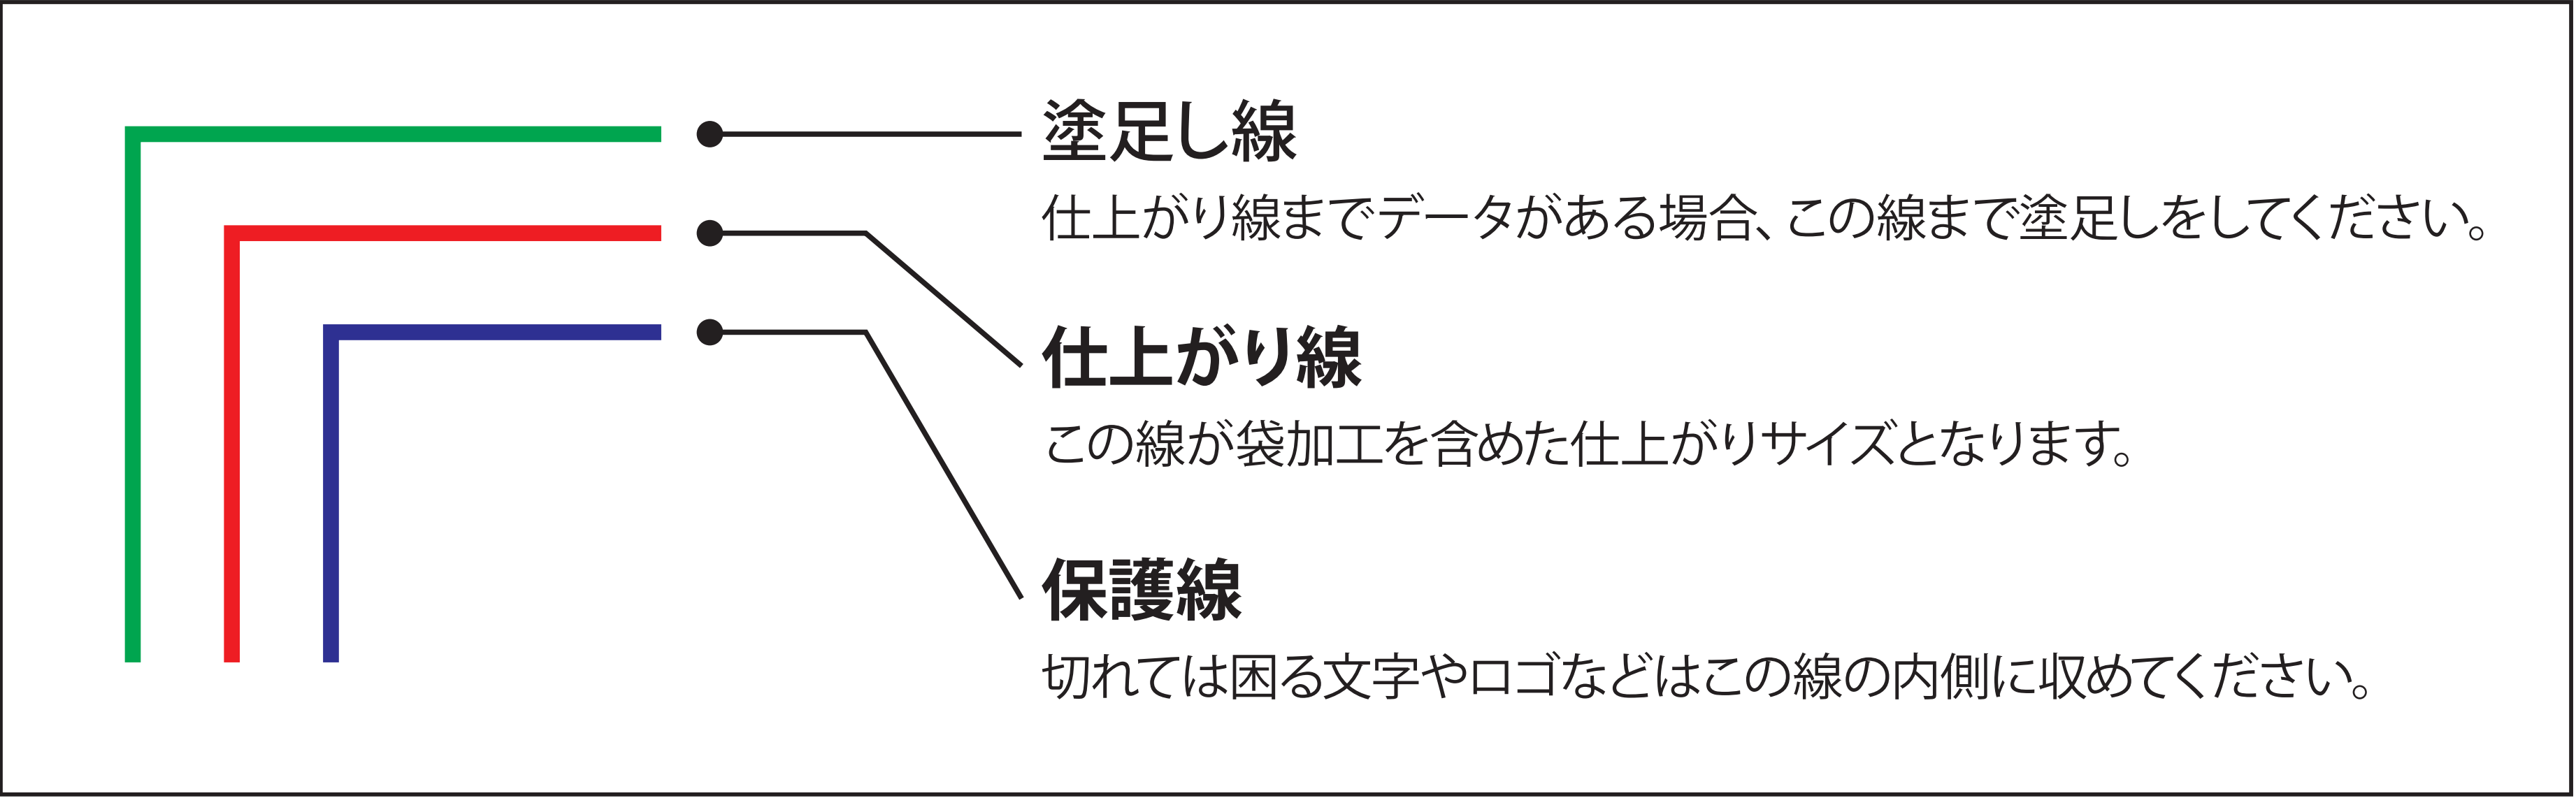 塗足し線
仕上がり線までデータがある場合、この線まで塗足しをしてください。
仕上がり線
この線が袋加工を含めた仕上がりサイズとなります。
保護線
切れては困る文字やロゴなどはこの線の内側に収めてください。